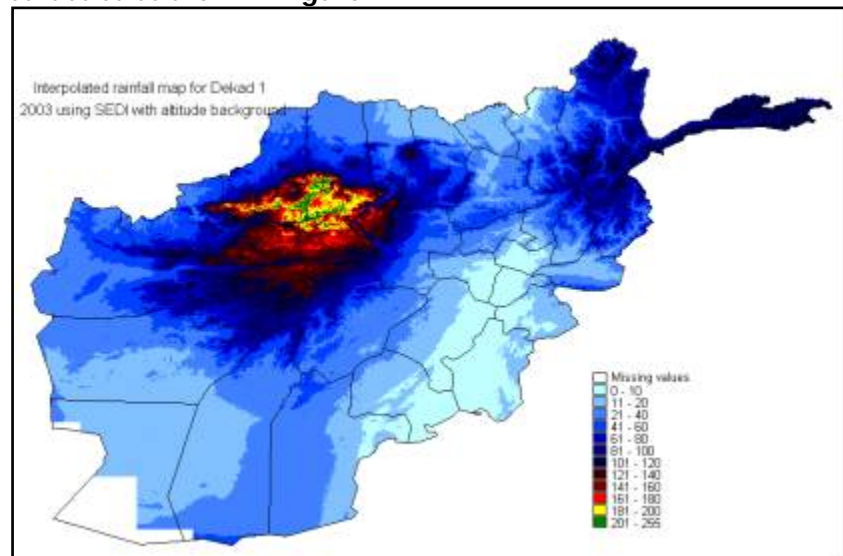 Interpolated rainfall map for Dekad 1
2003 using SEDI with altitude background
Missing values
0 - 10
11 - 20
21 - 40
41 - 60
61 - 80
81 - 100
101 - 120
121 - 140
141 - 160
161 - 180
181 - 200
201 - 255